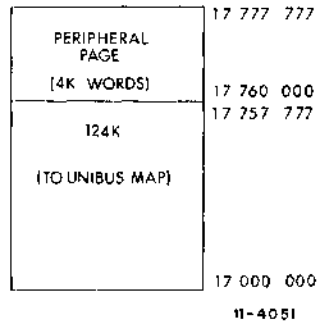 17 777 777
PERIPHERAL
PAGE
(4K WORDS)
17 760 000
17 757 777
124K
(TO UNIBUS MAP)
17 000 000
11-4051